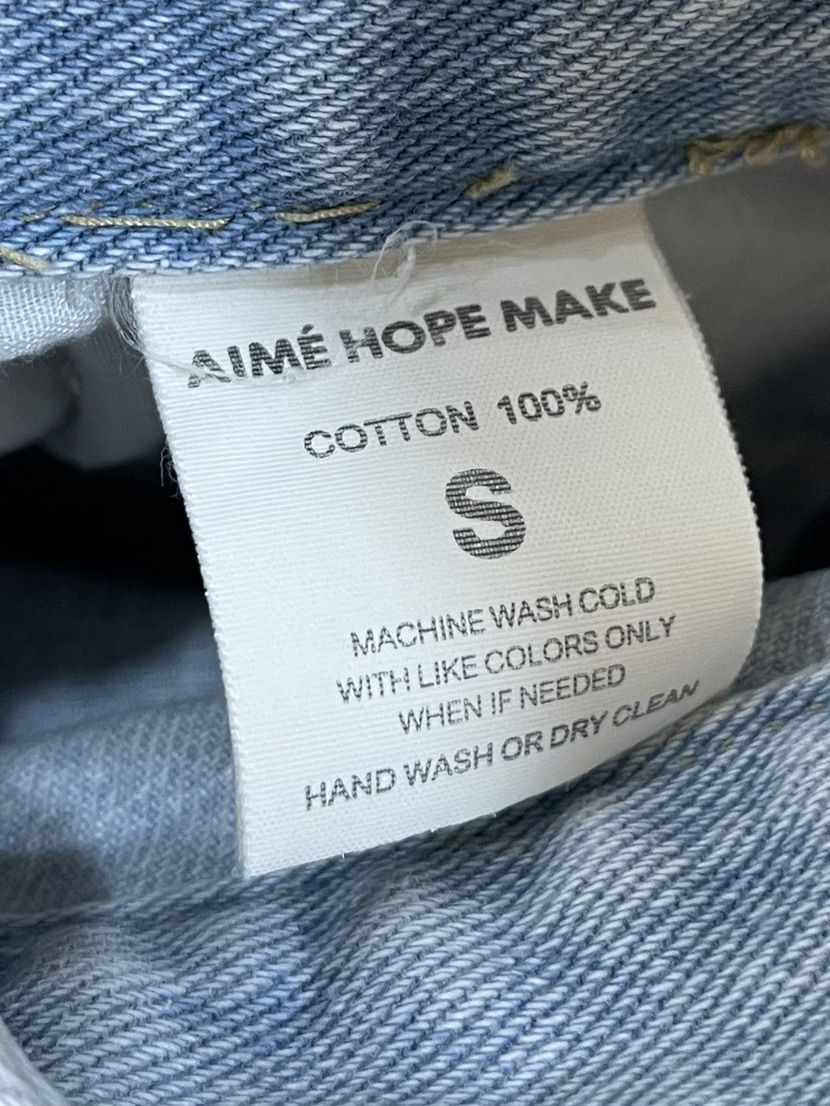 AIMÉ HOPE MAKE
COTTON 100%
S
MACHINE WASH COLD
WITH LIKE COLORS ONLY
WHEN IF NEEDED
HAND WASH OR DRY CLEAN